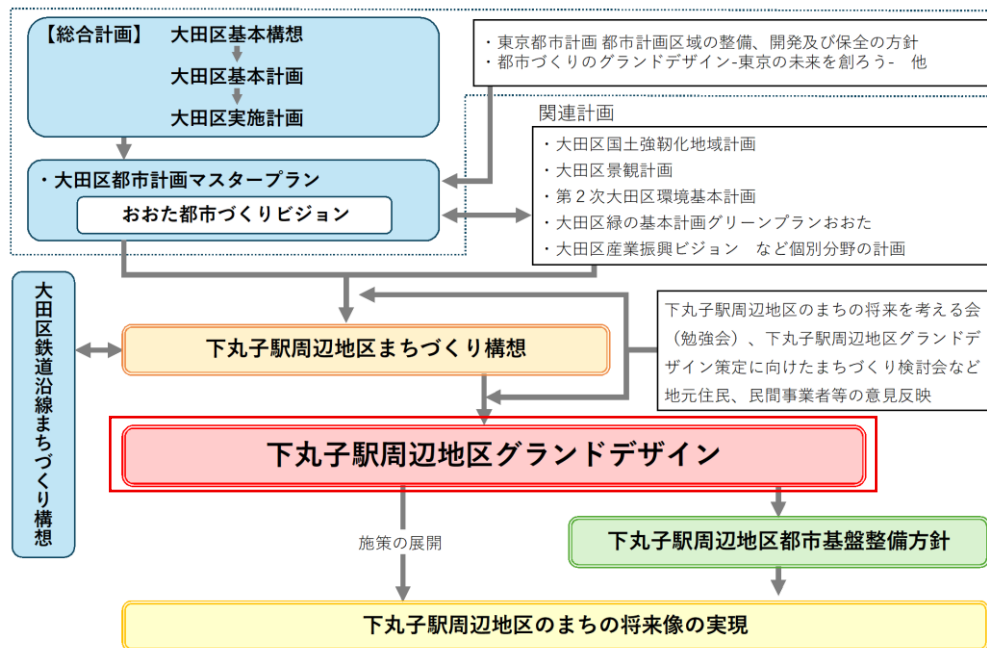 【総合計画】 大田区基本構想
大田区基本計画
大田区実施計画
・東京都市計画 都市計画区域の整備、開発及び保全の方針
・都市づくりのグランドデザイン-東京の未来を創ろう- 他
・大田区都市計画マスタープラン
おおた都市づくりビジョン
関連計画
・大田区国土強靭化地域計画
・大田区景観計画
・第２次大田区環境基本計画
・大田区緑の基本計画グリーンプランおおた
・大田区産業振興ビジョン など個別分野の計画
大田区鉄道沿線まちづくり構想
下丸子駅周辺地区まちづくり構想
下丸子駅周辺地区のまちの将来を考える会
（勉強会）、下丸子駅周辺地区グランドデ
ザイン策定に向けたまちづくり検討会など
地元住民、民間事業者等の意見反映
下丸子駅周辺地区グランドデザイン
施策の展開
下丸子駅周辺地区都市基盤整備方針
下丸子駅周辺地区のまちの将来像の実現